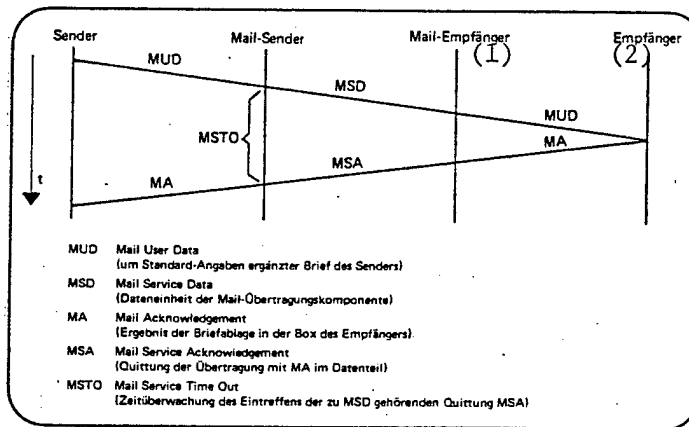 Sender Mail-Sender Mail-Empfänger Empfänger
(1) (2)
MUD
MSD
MUD
MSTO
MA
MSA
MA
t
MUD Mail User Data
(um Standard-Angaben ergänzter Brief des Senders)
MSD Mail Service Data
(Dateneinheit der Mail-Übertragungskomponente)
MA Mail Acknowledgement
(Ergebnis der Briefablage in der Box des Empfängers)
MSA Mail Service Acknowledgement
(Quittung der Übertragung mit MA im Datenteil)
MSTO Mail Service Time Out
(Zeitüberwachung des Eintreffens der zu MSD gehörenden Quittung MSA)